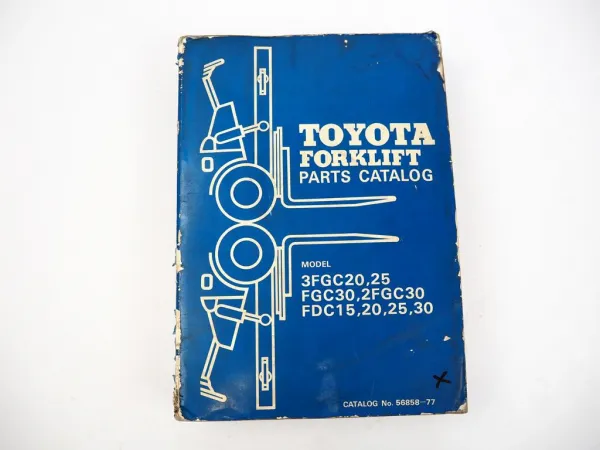 TOYOTA
FORKLIFT
PARTS CATALOG
MODEL
3FGC20,25
FGC30,2FGC30
FDC15,20,25,30
CATALOG No. 56858-77